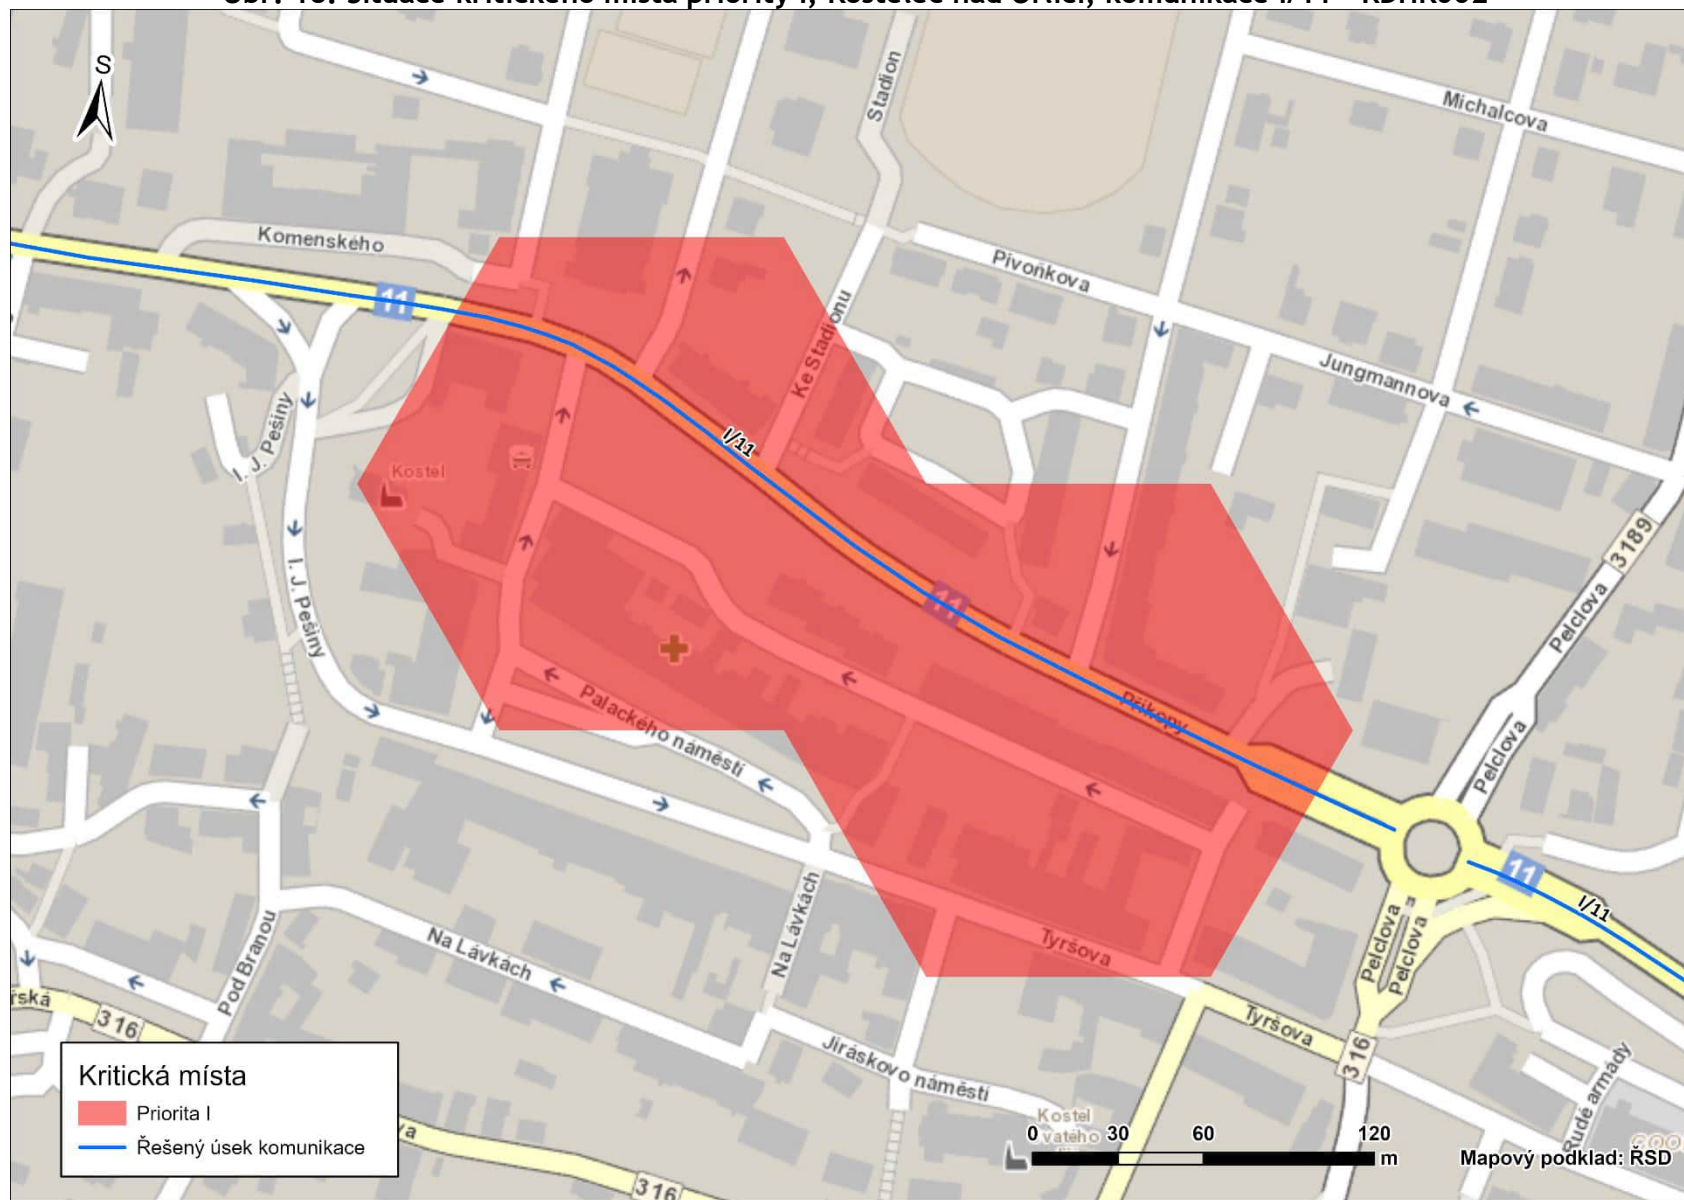 S
Stadion
Michalcova
Komenského
Pivoňkova
11
Ke Stadionu
Jungmannova
I. J. Pešiny
I/11
Kostel
3189
I. J. Pešiny
11
Pelclova
Palackého náměstí
Příkopy
Pelclova
11
I/11
Na Lávkách
Tyršova
Pelclova
Pelclova
Pod Branou
Na Lávkách
316
Tyršova
Jiráskovo náměstí
316
Rudé armády
Kritická místa
Priorita I
Řešený úsek komunikace
Kostel
vatého
0 30 60 120
m
Mapový podklad: ŘSD
316